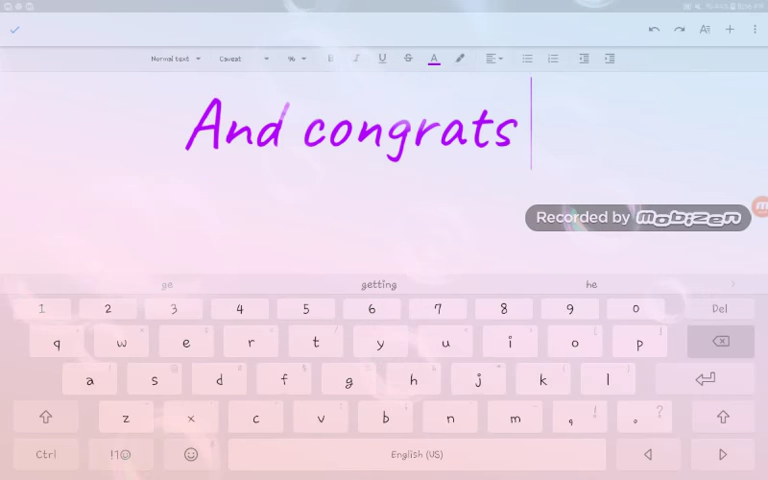 Normal text Caveat 96 B I U S A
And congrats
Recorded by Mobizen
go getting he
1 2 3 4 5 6 7 8 9 0 Del
q w e r t y u i o p
a s d f g h j k l
z x c v b n m , ! . ?
Ctrl !1☺ English (US)